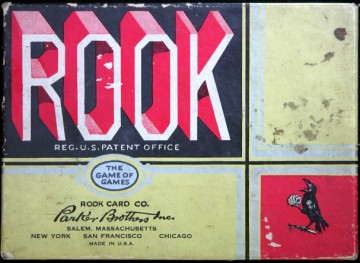 ROOK
REG. U.S. PATENT OFFICE
THE
GAME OF
GAMES
ROOK CARD CO.
Parker Brothers Inc.
SALEM, MASSACHUSETTS
NEW YORK SAN FRANCISCO CHICAGO
MADE IN U.S.A.